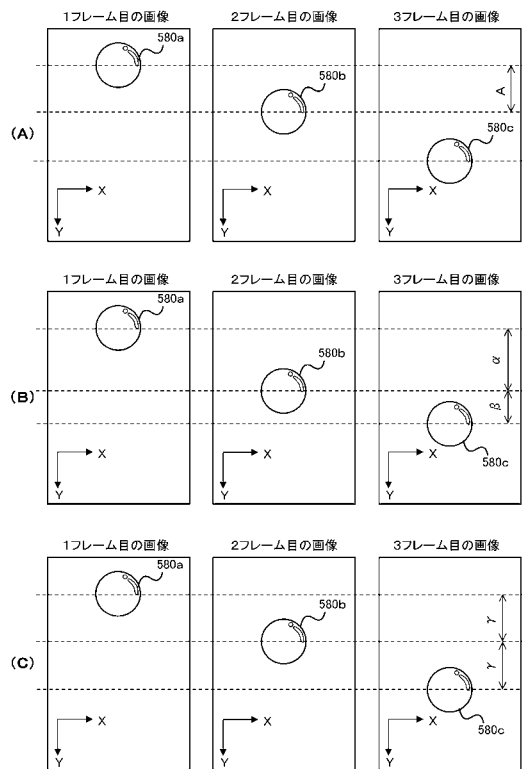 1フレーム目の画像 2フレーム目の画像 3フレーム目の画像
580a
580b
A
(A)
580c
X X X
Y Y Y
1フレーム目の画像 2フレーム目の画像 3フレーム目の画像
580a
580b
α
(B)
β
X X X
580c
Y Y Y
1フレーム目の画像 2フレーム目の画像 3フレーム目の画像
580a
580b
γ
(C)
γ
X X X
580c
Y Y Y